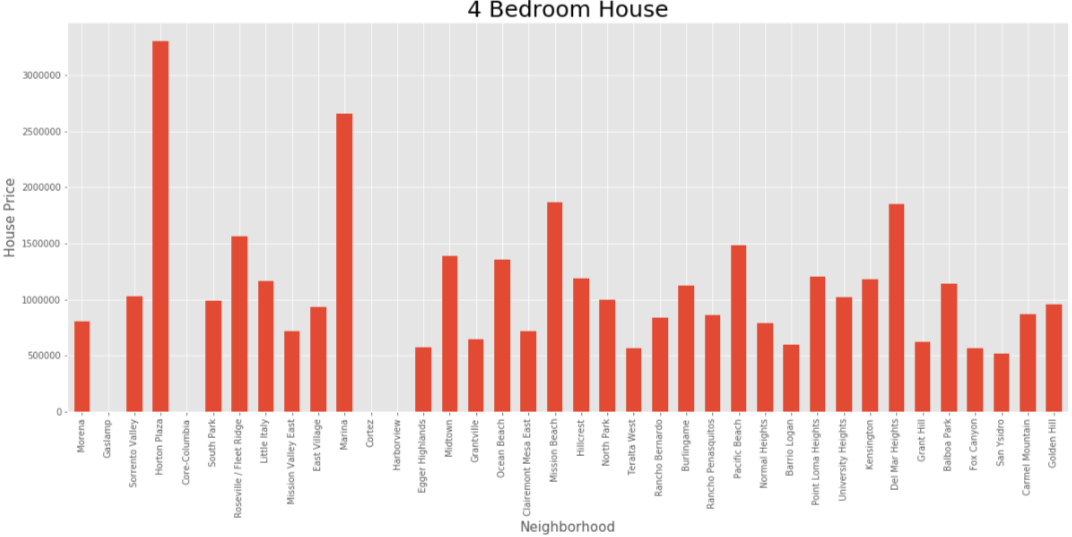 4 Bedroom House
House Price
3000000
2500000
2000000
1500000
1000000
500000
0
Morena
Gaslamp
Sorrento Valley
Horton Plaza
Core-Columbia
South Park
Roseville / Fleet Ridge
Little Italy
Mission Valley East
East Village
Marina
Cortez
Harborview
Egger Highlands
Midtown
Grantville
Ocean Beach
Clairemont Mesa East
Mission Beach
Hillcrest
North Park
Teralta West
Rancho Bernardo
Burlingame
Rancho Penasquitos
Pacific Beach
Normal Heights
Barrio Logan
Point Loma Heights
University Heights
Kensington
Del Mar Heights
Grant Hill
Balboa Park
Fox Canyon
San Ysidro
Carmel Mountain
Golden Hill
Neighborhood